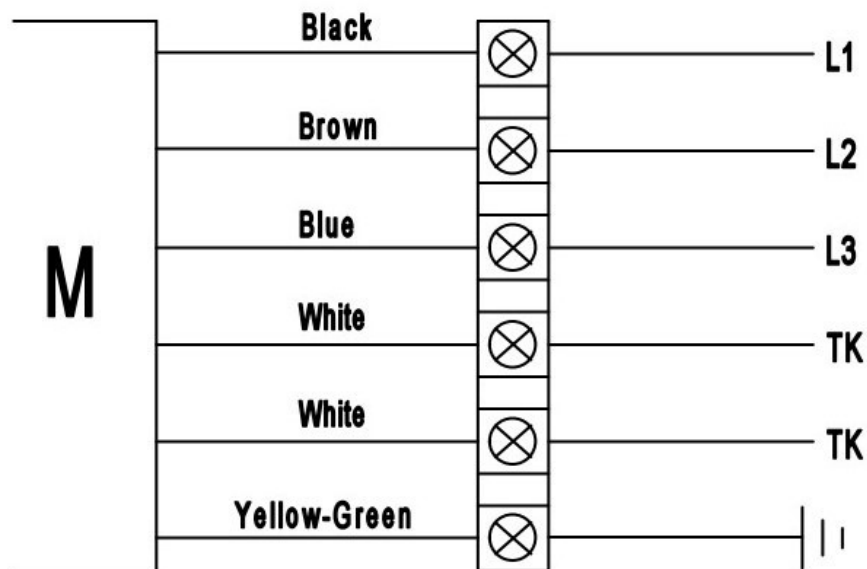 Black
L1
Brown
L2
Blue
L3
M
White
TK
White
TK
Yellow-Green